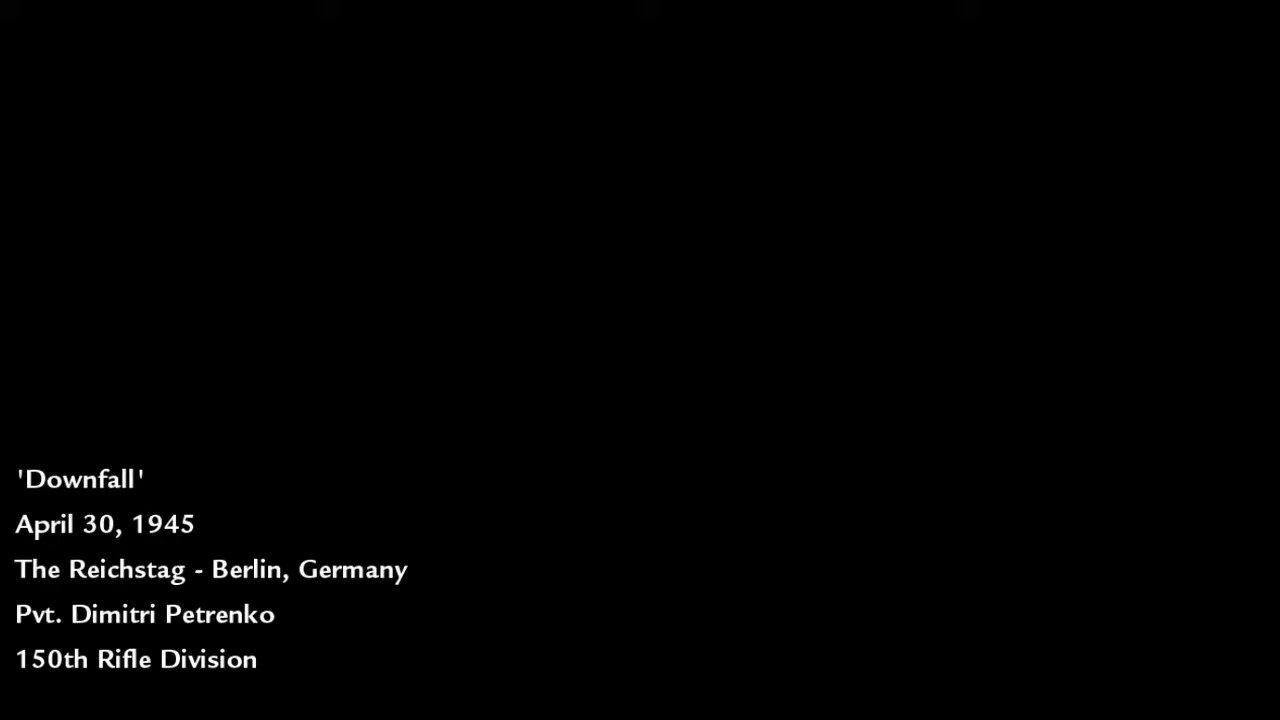 'Downfall'
April 30, 1945
The Reichstag - Berlin, Germany
Pvt. Dimitri Petrenko
150th Rifle Division